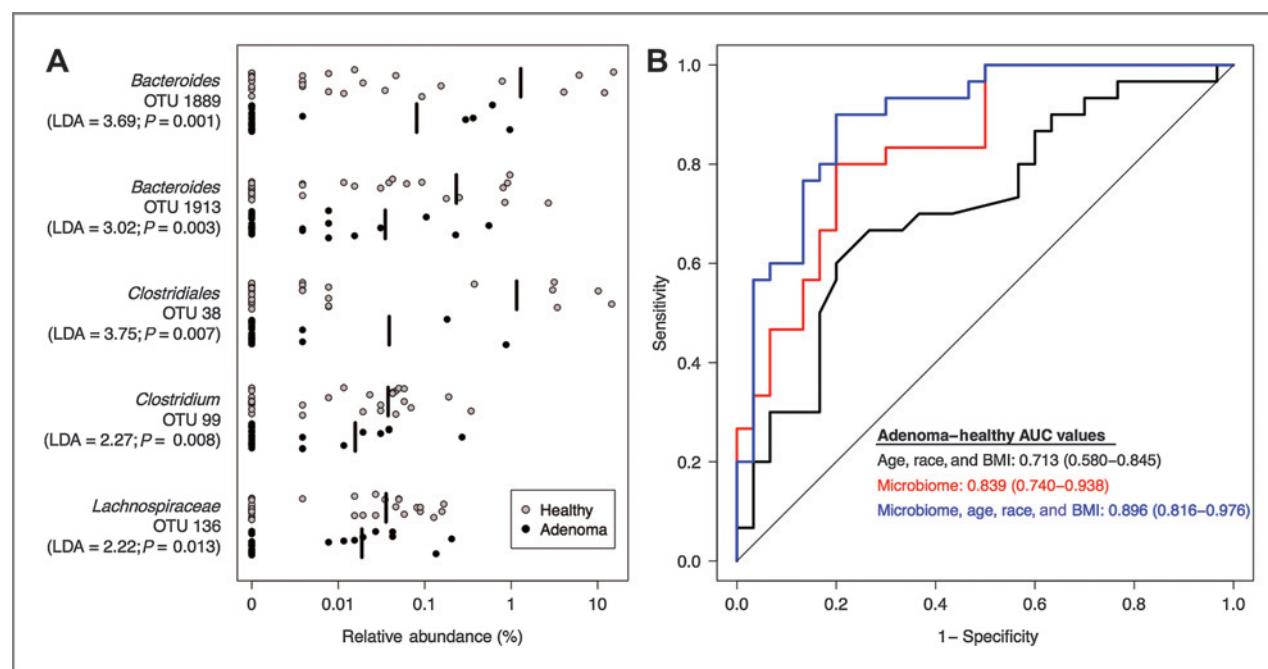 A
Bacteroides
OTU 1889
(LDA = 3.69; P = 0.001)
Bacteroides
OTU 1913
(LDA = 3.02; P = 0.003)
Clostridiales
OTU 38
(LDA = 3.75; P = 0.007)
Clostridium
OTU 99
(LDA = 2.27; P = 0.008)
Lachnospiraceae
OTU 136
(LDA = 2.22; P = 0.013)
Healthy
Adenoma
0 0.01 0.1 1 10
Relative abundance (%)
B
1.0
0.8
0.6
0.4
0.2
0.0
Sensitivity
Adenoma–healthy AUC values
Age, race, and BMI: 0.713 (0.580–0.845)
Microbiome: 0.839 (0.740–0.938)
Microbiome, age, race, and BMI: 0.896 (0.816–0.976)
0.0 0.2 0.4 0.6 0.8 1.0
1– Specificity